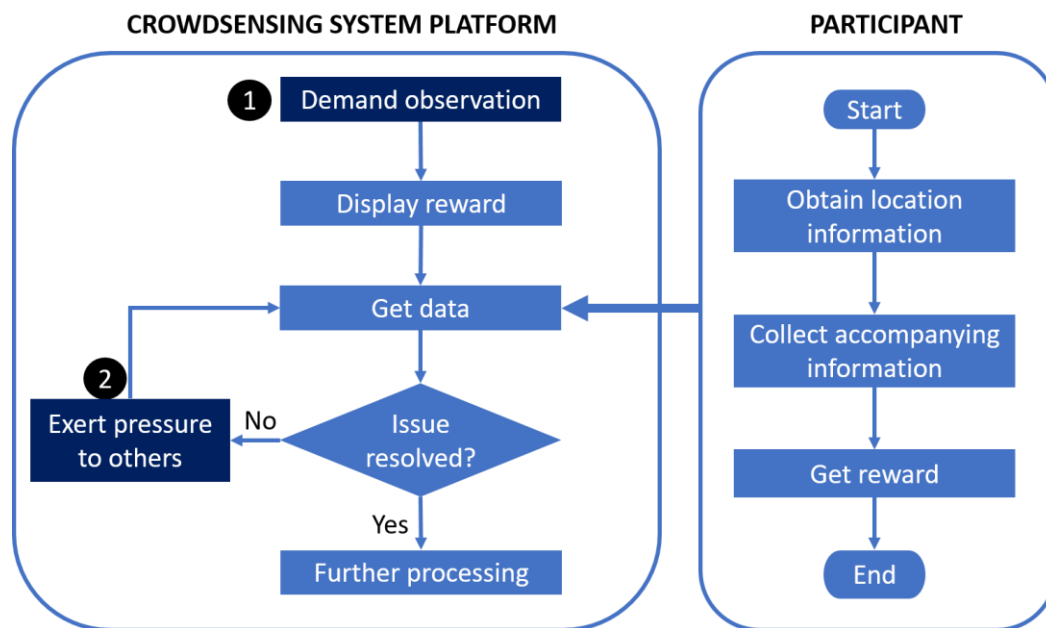 CROWDSENSING SYSTEM PLATFORM
1
Demand observation
Display reward
Get data
2
Exert pressure
to others
No
Issue
resolved?
Yes
Further processing
PARTICIPANT
Start
Obtain location
information
Collect accompanying
information
Get reward
End